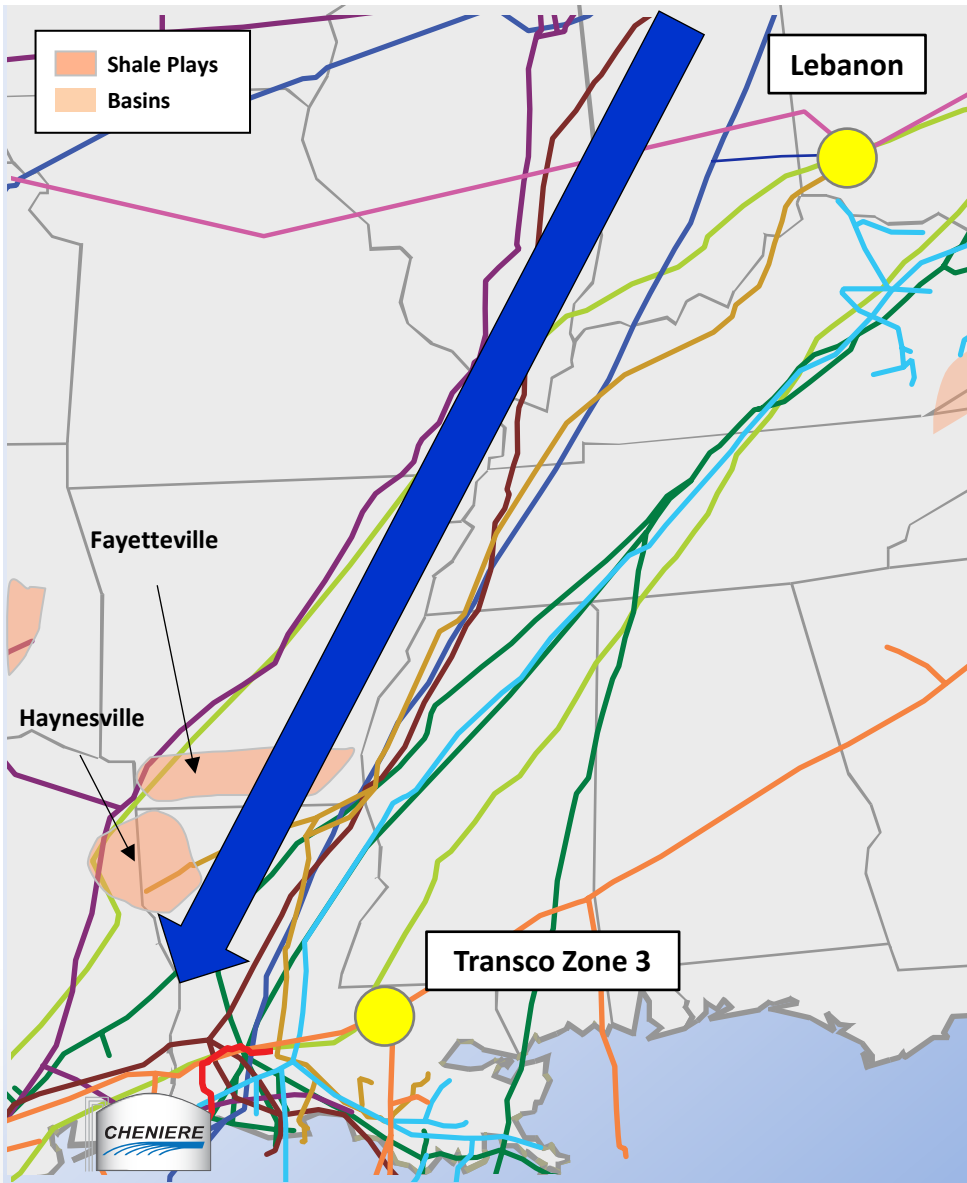 Shale Plays
Basins
Lebanon
Fayetteville
Haynesville
Transco Zone 3
CHENIERE